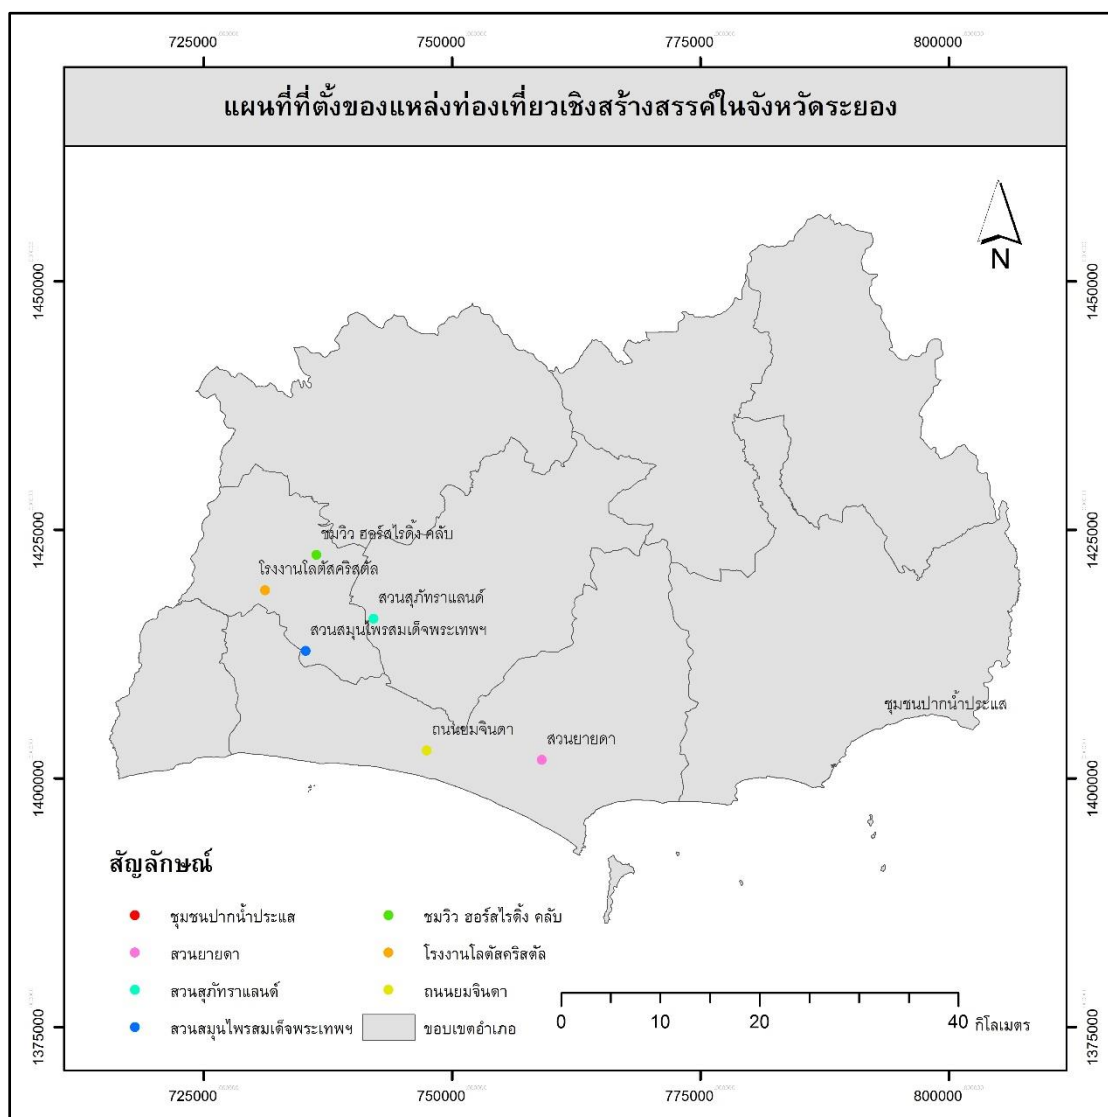 725000 750000 775000 800000
แผนที่ที่ตั้งของแหล่งท่องเที่ยวเชิงสร้างสรรค์ในจังหวัดระยอง
N
1450000 1450000
1425000 1425000
ชมวิว ฮอร์สไรดิ้ง คลับ
โรงงานโลตัสคริสตัล
สวนสุภัทราแลนด์
สวนสมุนไพรสมเด็จพระเทพฯ
ชุมชนปากน้ำประแส
ถนนยมจินดา
สวนยายดา
1400000 1400000
สัญลักษณ์
ชุมชนปากน้ำประแส ชมวิว ฮอร์สไรดิ้ง คลับ
สวนยายดา โรงงานโลตัสคริสตัล
สวนสุภัทราแลนด์ ถนนยมจินดา
สวนสมุนไพรสมเด็จพระเทพฯ ขอบเขตอำเภอ
0 10 20 40 กิโลเมตร
1375000 1375000
725000 750000 775000 800000